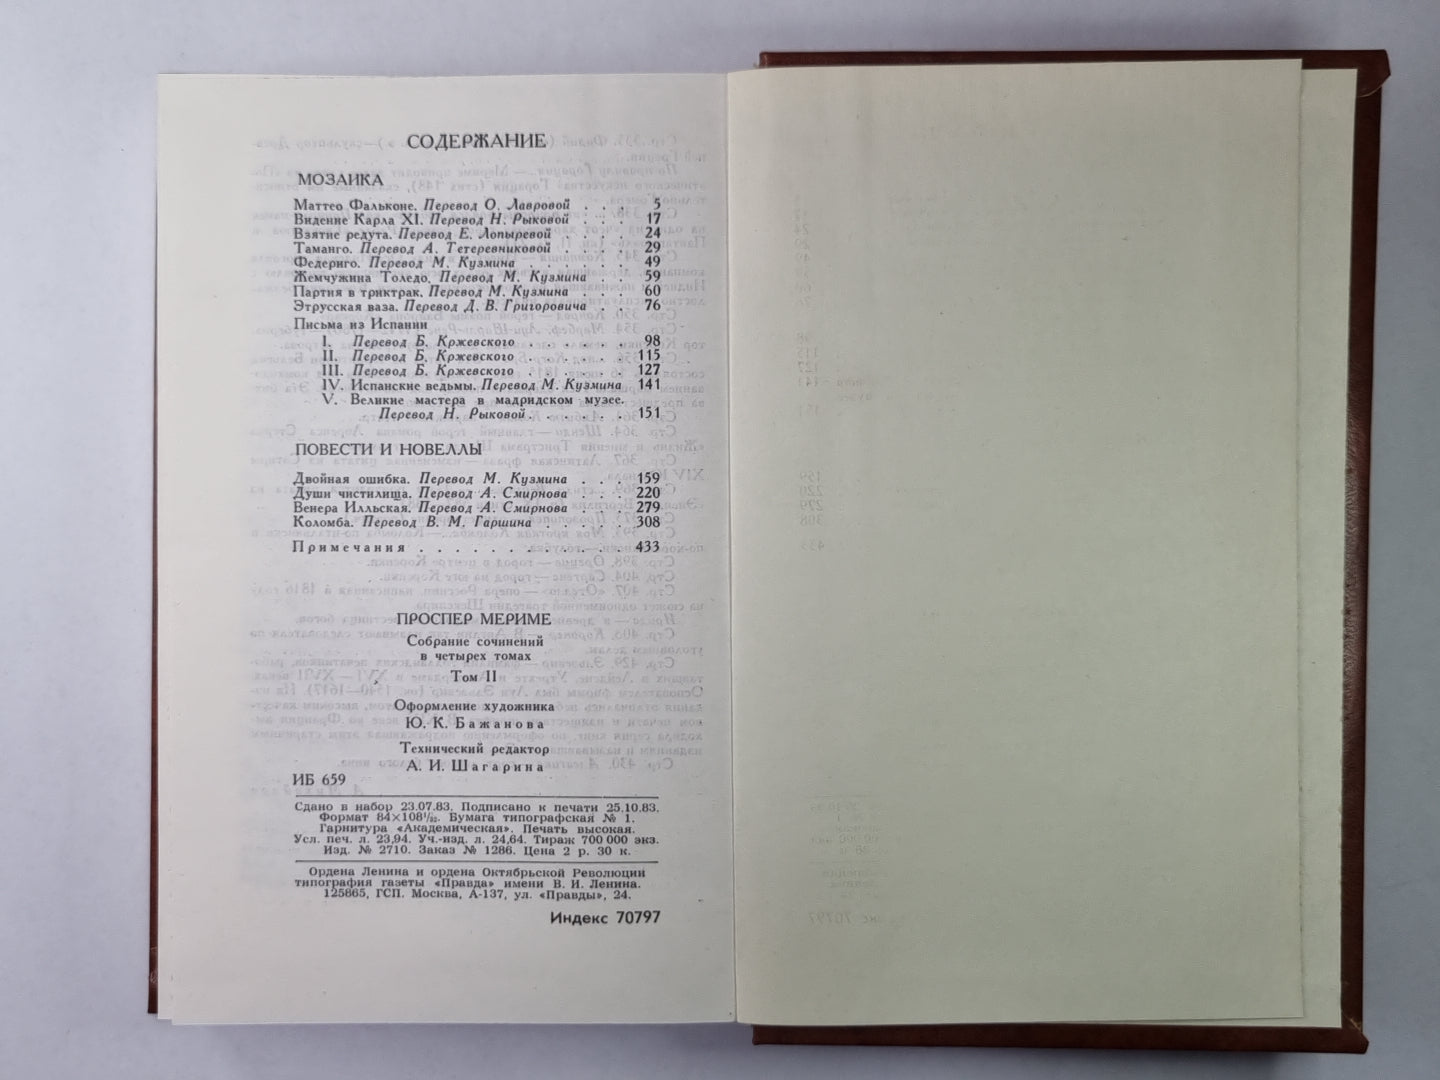 СОДЕРЖАНИЕ
МОЗАИКА
Маттео Фальконе. Перевод О. Лавровой . . . 5
Видение Карла XI. Перевод Н. Рыковой . . . 17
Взятие редута. Перевод Е. Лопыревой . . . . 24
Таманго. Перевод А. Тетеревниковой . . . . 29
Федериго. Перевод М. Кузмина . . . . . . 49
Жемчужина Толедо. Перевод М. Кузмина . . 59
Партия в триктрак. Перевод М. Кузмина . . . 60
Этрусская ваза. Перевод Д. В. Григоровича . . 76
Письма из Испании
I. Перевод Б. Кржевского . . . . . . 98
II. Перевод Б. Кржевского . . . . . . 115
III. Перевод Б. Кржевского . . . . . . 127
IV. Испанские ведьмы. Перевод М. Кузмина 141
V. Великие мастера в мадридском музее.
Перевод Н. Рыковой . . . . . . 151
ПОВЕСТИ И НОВЕЛЛЫ
Двойная ошибка. Перевод М. Кузмина . . . 159
Души чистилища. Перевод А. Смирнова . . . 220
Венера Илльская. Перевод А. Смирнова . . . 279
Коломба. Перевод В. М. Гаршина . . . . . 308
Примечания . . . . . . . . . . . . 433
ПРОСПЕР МЕРИМЕ
Собрание сочинений
в четырех томах
Том II
Оформление художника
Ю. К. Бажанова
Технический редактор
А. И. Шагарина
ИБ 659
Сдано в набор 23.07.83. Подписано к печати 25.10.83.
Формат 84×108¹/₃₂. Бумага типографская № 1.
Гарнитура «Академическая». Печать высокая.
Усл. печ. л. 23,94. Уч.-изд. л. 24,64. Тираж 700 000 экз.
Изд. № 2710. Заказ № 1286. Цена 2 р. 30 к.
Ордена Ленина и ордена Октябрьской Революции
типография газеты «Правда» имени В. И. Ленина.
125865, ГСП. Москва, А-137, ул. «Правды», 24.
Индекс 70797